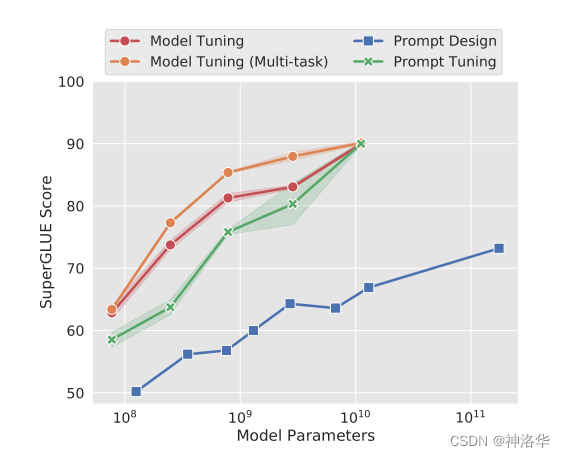 Model Tuning
Model Tuning (Multi-task)
Prompt Design
Prompt Tuning
100
90
80
70
60
50
SuperGLUE Score
10⁸
10⁹
10¹⁰
10¹¹
Model Parameters
CSDN @神洛华